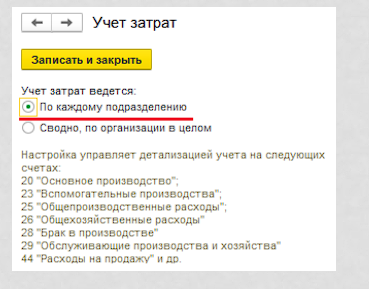 Учет затрат
Записать и закрыть
Учет затрат ведется:
По каждому подразделению
Сводно, по организации в целом
Настройка управляет детализацией учета на следующих
счетах:
20 "Основное производство";
23 "Вспомогательные производства";
25 "Общепроизводственные расходы";
26 "Общехозяйственные расходы"
28 "Брак в производстве"
29 "Обслуживающие производства и хозяйства"
44 "Расходы на продажу" и др.